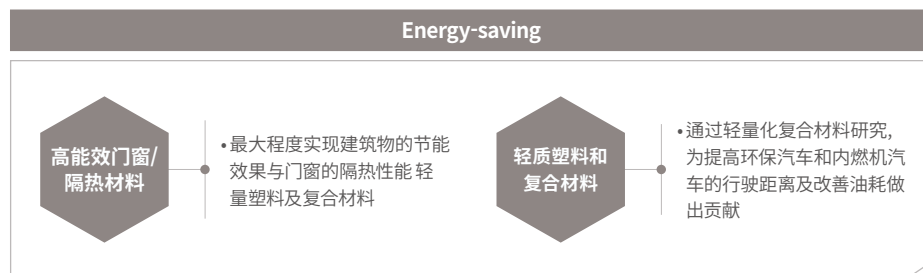 Energy-saving
高能效门窗/
隔热材料
•最大程度实现建筑物的节能
效果与门窗的隔热性能 轻
量塑料及复合材料
轻质塑料和
复合材料
•通过轻量化复合材料研究，
为提高环保汽车和内燃机汽
车的行驶距离及改善油耗做
出贡献